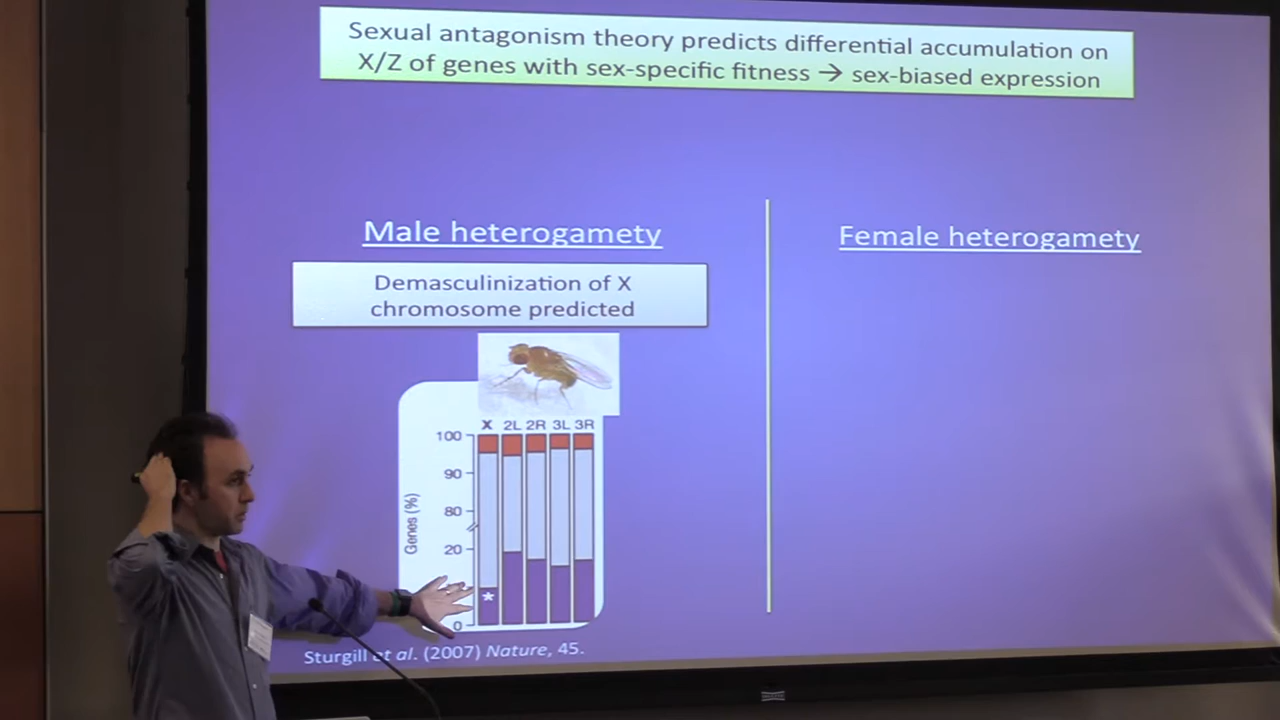 Sexual antagonism theory predicts differential accumulation on
X/Z of genes with sex-specific fitness → sex-biased expression
Male heterogamety
Female heterogamety
Demasculinization of X
chromosome predicted
X 2L 2R 3L 3R
100
90
80
20
0
Genes (%)
*
Sturgill et al. (2007) Nature, 45.